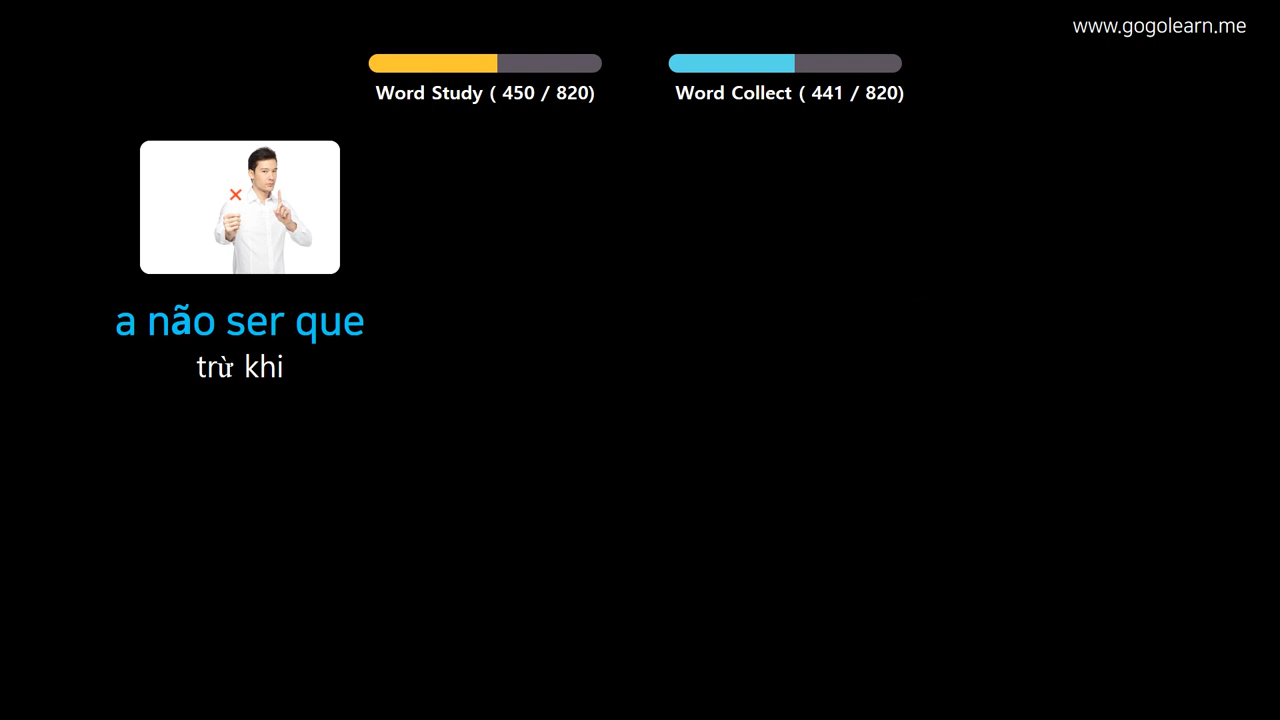 www.gogolearn.me
Word Study ( 450 / 820)
Word Collect ( 441 / 820)
a não ser que
trừ khi